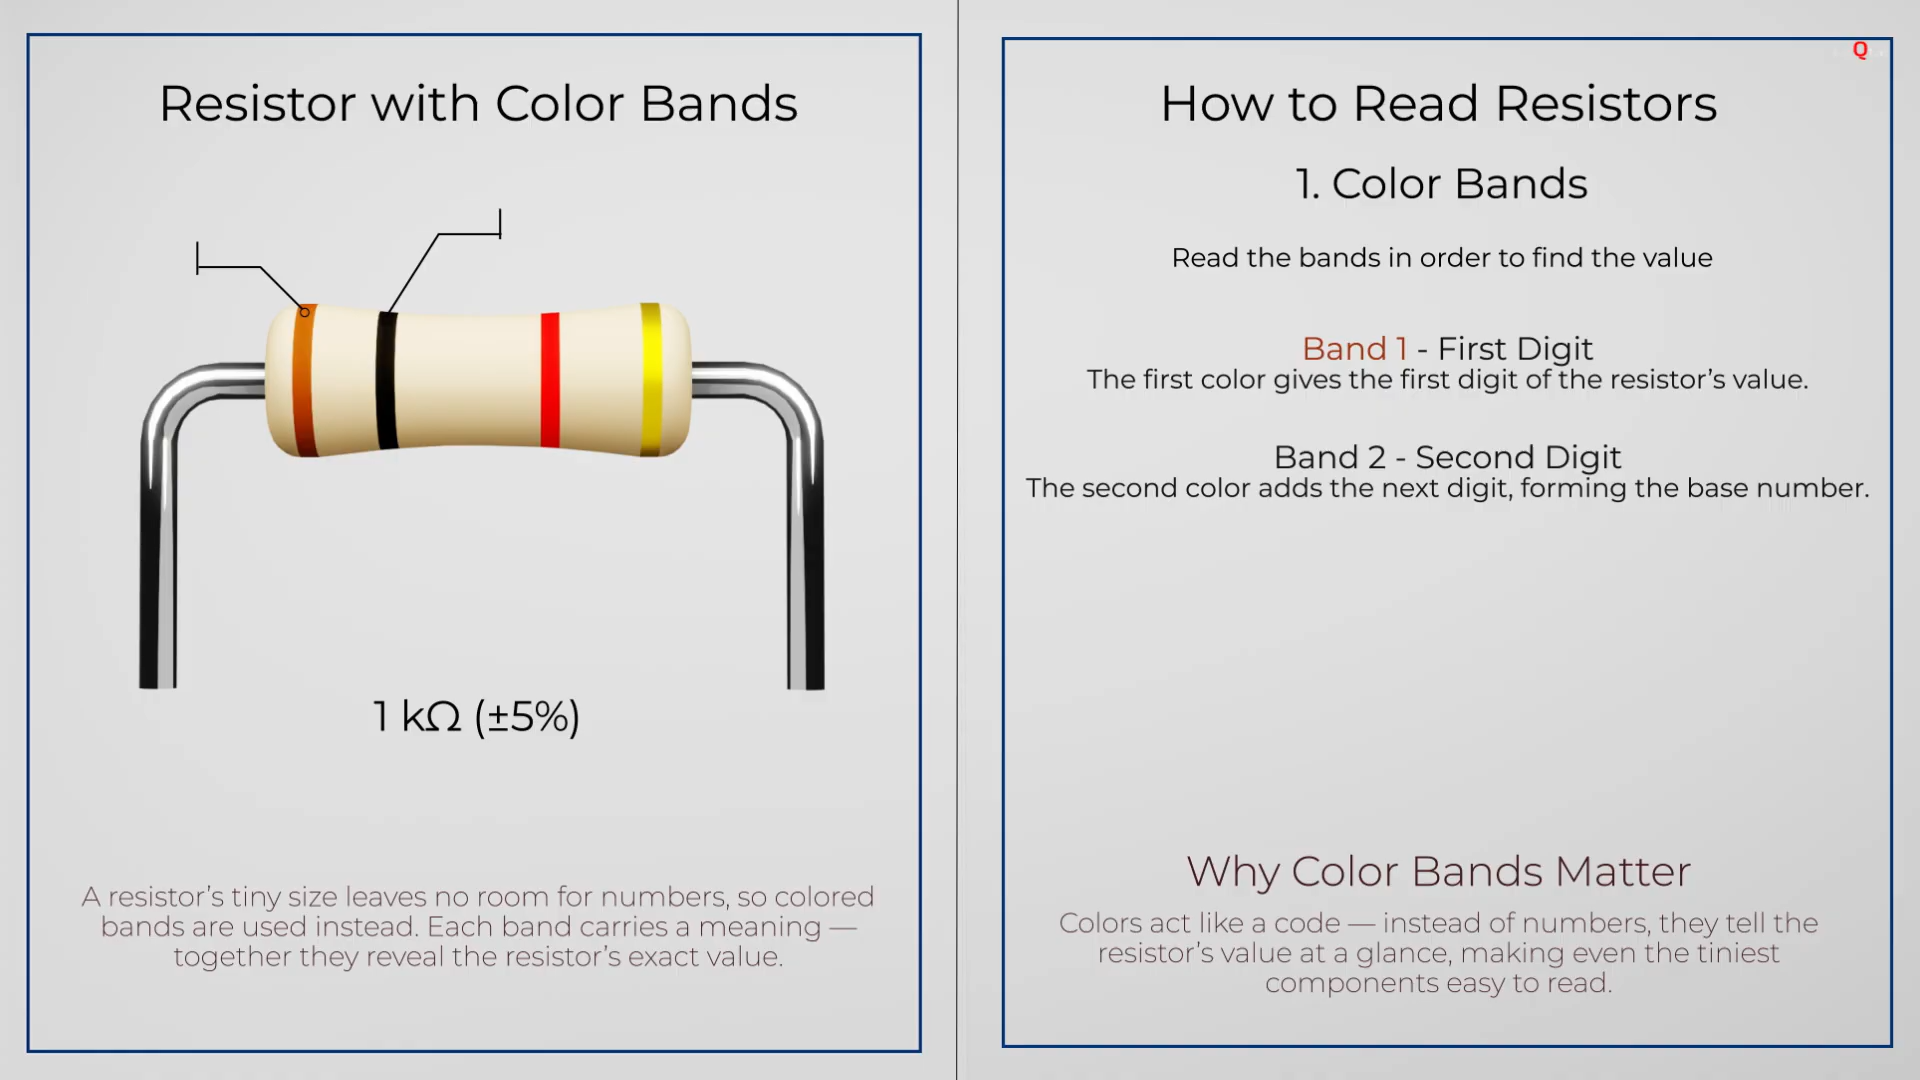 Resistor with Color Bands
1 kΩ (±5%)
A resistor’s tiny size leaves no room for numbers, so colored
bands are used instead. Each band carries a meaning —
together they reveal the resistor’s exact value.
Q
How to Read Resistors
1. Color Bands
Read the bands in order to find the value
Band 1 - First Digit
The first color gives the first digit of the resistor’s value.
Band 2 - Second Digit
The second color adds the next digit, forming the base number.
Why Color Bands Matter
Colors act like a code — instead of numbers, they tell the
resistor’s value at a glance, making even the tiniest
components easy to read.